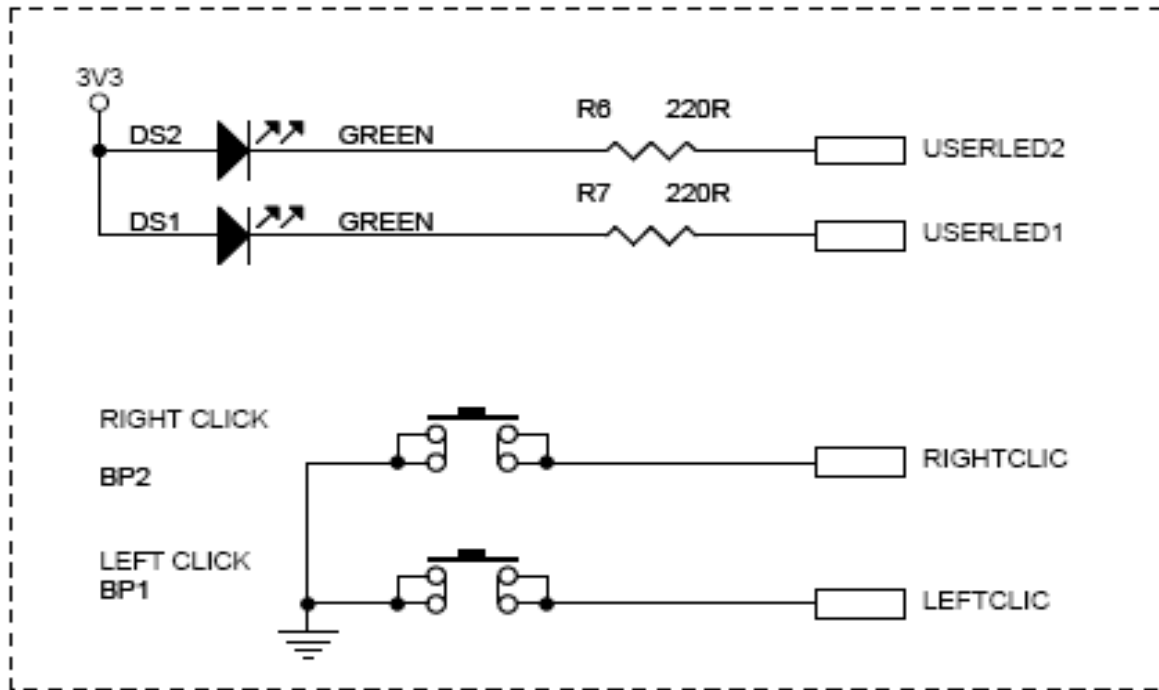 3V3
R6 220R
DS2 GREEN USERLED2
R7 220R
DS1 GREEN USERLED1
RIGHT CLICK
BP2 RIGHTCLIC
LEFT CLICK
BP1 LEFTCLIC